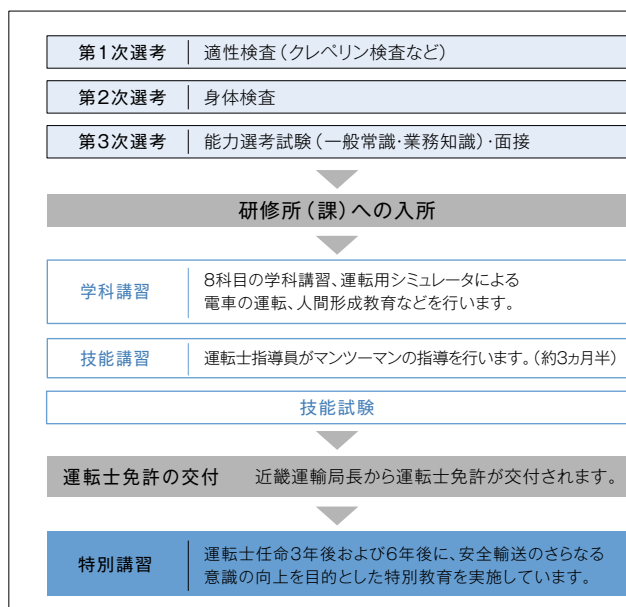 第1次選考 適性検査(クレペリン検査など)
第2次選考 身体検査
第3次選考 能力選考試験(一般常識・業務知識)・面接
研修所(課)への入所
学科講習 8科目の学科講習、運転用シミュレータによる
電車の運転、人間形成教育などを行います。
技能講習 運転士指導員がマンツーマンの指導を行います。(約3ヵ月半)
技能試験
運転士免許の交付 近畿運輸局長から運転士免許が交付されます。
特別講習 運転士任命3年後および6年後に、安全輸送のさらなる
意識の向上を目的とした特別教育を実施しています。